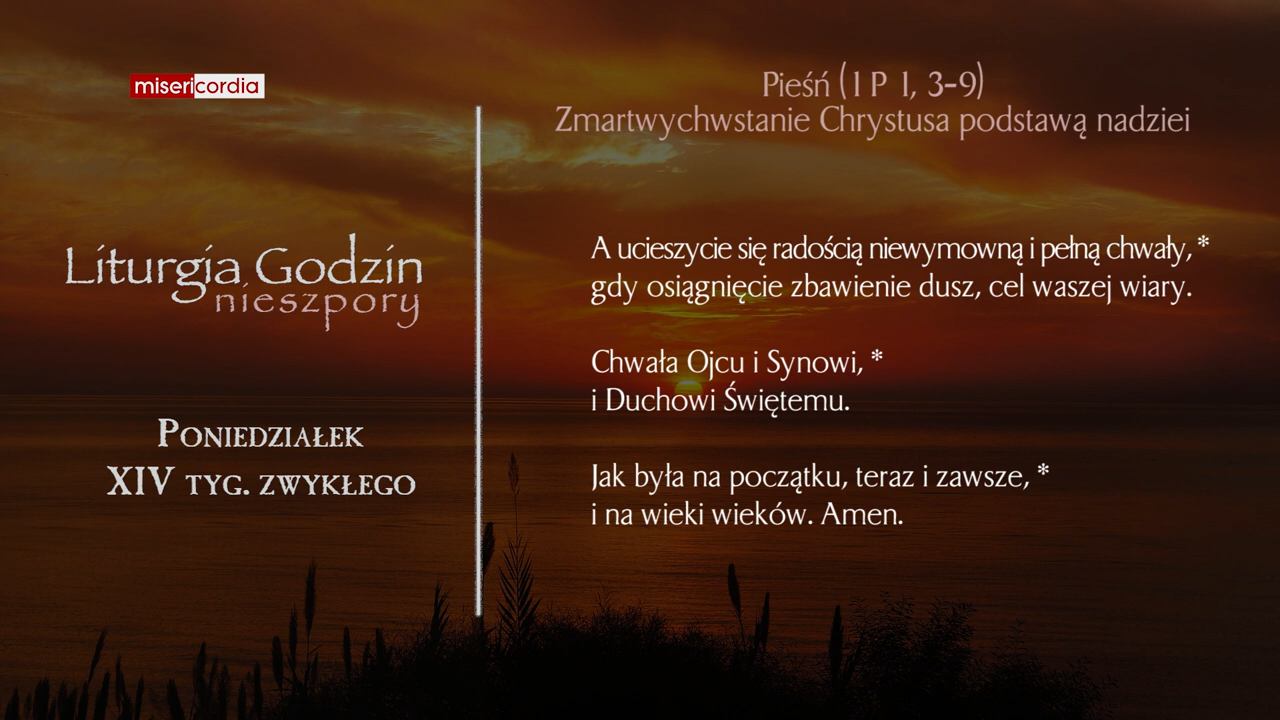 misericordia
Liturgia Godzin
nieszpory
Poniedziałek
XIV tyg. zwykłego
Pieśń (1 P 1, 3-9)
Zmartwychwstanie Chrystusa podstawą nadziei
A ucieszycie się radością niewymowną i pełną chwały, *
gdy osiągnięcie zbawienie dusz, cel waszej wiary.
Chwała Ojcu i Synowi, *
i Duchowi Świętemu.
Jak była na początku, teraz i zawsze, *
i na wieki wieków. Amen.